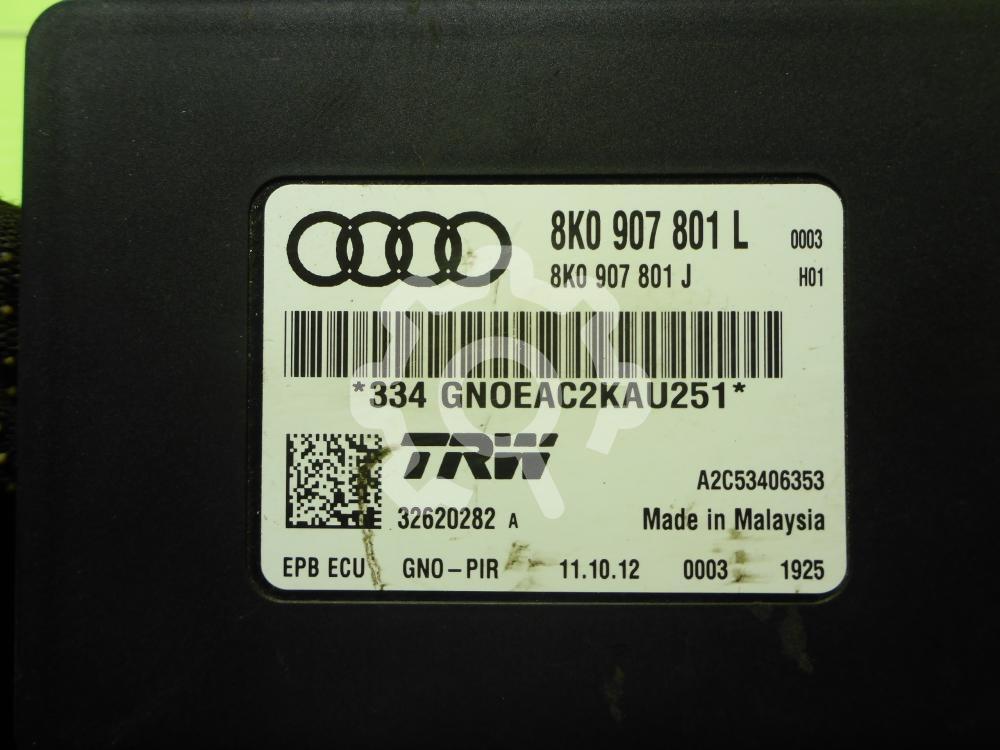 8K0 907 801 L 0003
8K0 907 801 J H01
*334 GNOEAC2KAU251*
TRW
A2C53406353
32620282 A Made in Malaysia
EPB ECU GNO-PIR 11.10.12 0003 1925